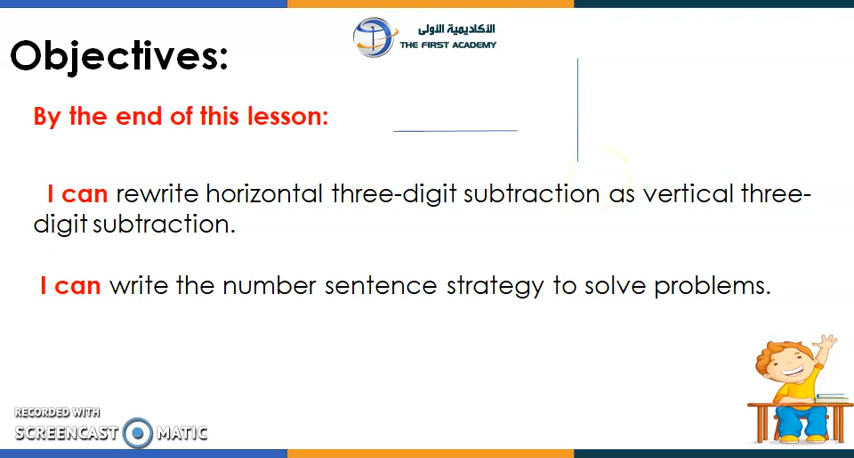 الأكاديمية الأولى
THE FIRST ACADEMY
Objectives:
By the end of this lesson:
I can rewrite horizontal three-digit subtraction as vertical three-
digit subtraction.
I can write the number sentence strategy to solve problems.
RECORDED WITH
SCREENCAST MATIC